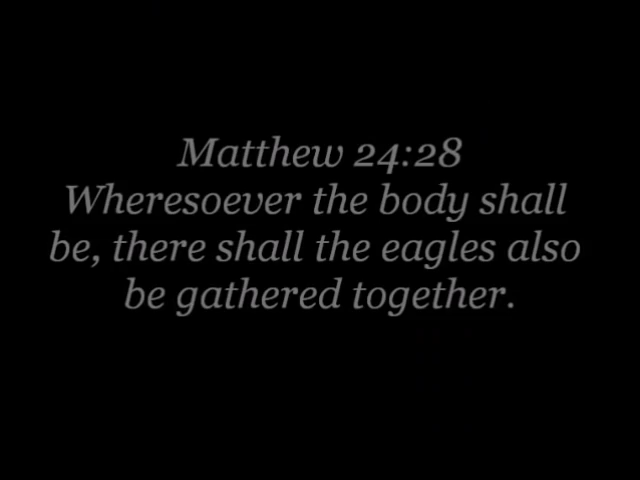 Matthew 24:28
Wheresoever the body shall
be, there shall the eagles also
be gathered together.